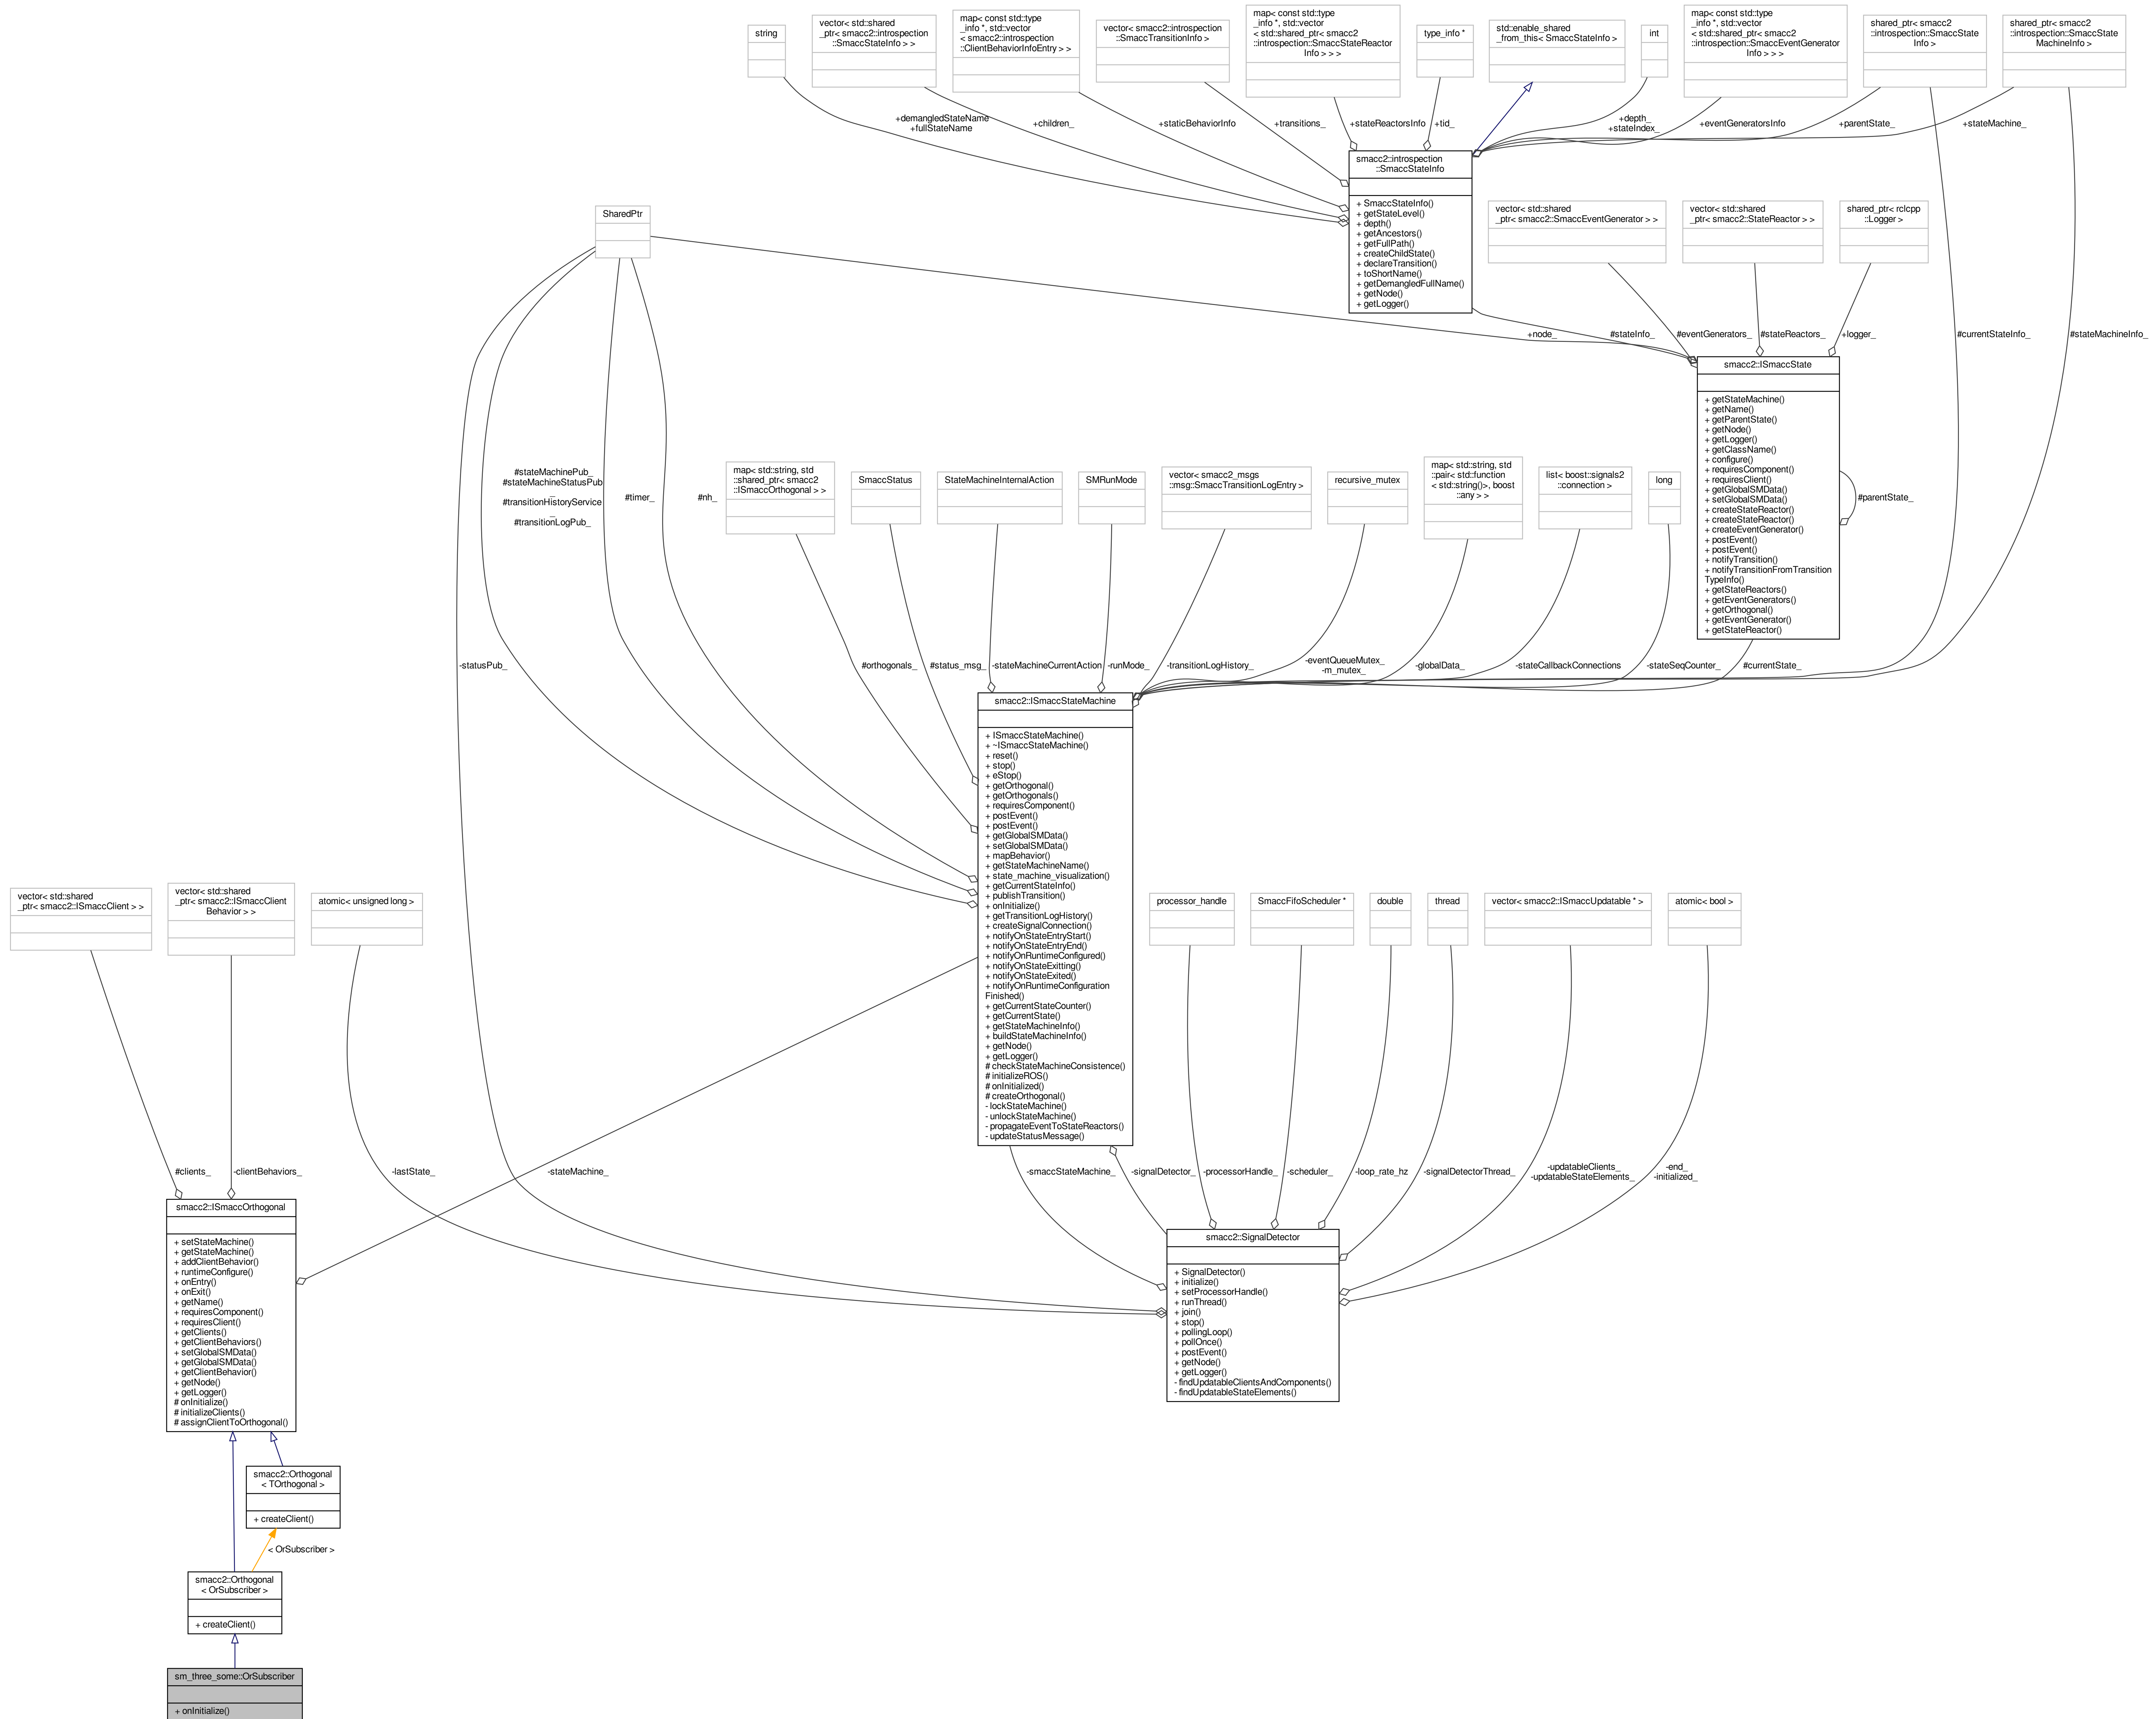 string
vector< std::shared
_ptr< smacc2::introspection
::SmaccStateInfo > >
map< const std::type
_info *, std::vector
< smacc2::introspection
::ClientBehaviorInfoEntry > >
vector< smacc2::introspection
::SmaccTransitionInfo >
map< const std::type
_info *, std::vector
< std::shared_ptr< smacc2
::introspection::SmaccStateReactor
Info > > >
type_info *
std::enable_shared
_from_this< SmaccStateInfo >
int
map< const std::type
_info *, std::vector
< std::shared_ptr< smacc2
::introspection::SmaccEventGenerator
Info > > >
shared_ptr< smacc2
::introspection::SmaccState
Info >
shared_ptr< smacc2
::introspection::SmaccState
MachineInfo >
+demangledStateName
+fullStateName
+children_
+staticBehaviorInfo
+transitions_
+stateReactorsInfo
+tid_
+depth_
+stateIndex_
+eventGeneratorsInfo
+parentState_
+stateMachine_
smacc2::introspection
::SmaccStateInfo
+ SmaccStateInfo()
+ getStateLevel()
+ depth()
+ getAncestors()
+ getFullPath()
+ createChildState()
+ declareTransition()
+ toShortName()
+ getDemangledFullName()
+ getNode()
+ getLogger()
SharedPtr
vector< std::shared
_ptr< smacc2::SmaccEventGenerator > >
vector< std::shared
_ptr< smacc2::StateReactor > >
shared_ptr< rclcpp
::Logger >
+node_
#stateInfo_
#eventGenerators_
#stateReactors_
+logger_
#currentStateInfo_
#stateMachineInfo_
smacc2::ISmaccState
+ getStateMachine()
+ getName()
+ getParentState()
+ getNode()
+ getLogger()
+ getClassName()
+ configure()
+ requiresComponent()
+ requiresClient()
+ getGlobalSMData()
+ setGlobalSMData()
+ createStateReactor()
+ createStateReactor()
+ createEventGenerator()
+ postEvent()
+ postEvent()
+ notifyTransition()
+ notifyTransitionFromTransition
TypeInfo()
+ getStateReactors()
+ getEventGenerators()
+ getOrthogonal()
+ getEventGenerator()
+ getStateReactor()
#parentState_
#stateMachinePub_
#stateMachineStatusPub
_
#transitionHistoryService
_
#transitionLogPub_
#timer_
#nh_
map< std::string, std
::shared_ptr< smacc2
::ISmaccOrthogonal > >
SmaccStatus
StateMachineInternalAction
SMRunMode
vector< smacc2_msgs
::msg::SmaccTransitionLogEntry >
recursive_mutex
map< std::string, std
::pair< std::function
< std::string()>, boost
::any > >
list< boost::signals2
::connection >
long
-statusPub_
#orthogonals_
#status_msg_
-stateMachineCurrentAction
-runMode_
-transitionLogHistory_
-eventQueueMutex_
-m_mutex_
-globalData_
-stateCallbackConnections
-stateSeqCounter_
#currentState_
smacc2::ISmaccStateMachine
+ ISmaccStateMachine()
+ ~ISmaccStateMachine()
+ reset()
+ stop()
+ eStop()
+ getOrthogonal()
+ getOrthogonals()
+ requiresComponent()
+ postEvent()
+ postEvent()
+ getGlobalSMData()
+ setGlobalSMData()
+ mapBehavior()
+ getStateMachineName()
+ state_machine_visualization()
+ getCurrentStateInfo()
+ publishTransition()
+ onInitialize()
+ getTransitionLogHistory()
+ createSignalConnection()
+ notifyOnStateEntryStart()
+ notifyOnStateEntryEnd()
+ notifyOnRuntimeConfigured()
+ notifyOnStateExitting()
+ notifyOnStateExited()
+ notifyOnRuntimeConfiguration
Finished()
+ getCurrentStateCounter()
+ getCurrentState()
+ getStateMachineInfo()
+ buildStateMachineInfo()
+ getNode()
+ getLogger()
# checkStateMachineConsistence()
# initializeROS()
# onInitialized()
# createOrthogonal()
- lockStateMachine()
- unlockStateMachine()
- propagateEventToStateReactors()
- updateStatusMessage()
vector< std::shared
_ptr< smacc2::ISmaccClient > >
vector< std::shared
_ptr< smacc2::ISmaccClient
Behavior > >
atomic< unsigned long >
processor_handle
SmaccFifoScheduler *
double
thread
vector< smacc2::ISmaccUpdatable * >
atomic< bool >
#clients_
-clientBehaviors_
-lastState_
-stateMachine_
-smaccStateMachine_
-signalDetector_
-processorHandle_
-scheduler_
-loop_rate_hz
-signalDetectorThread_
-updatableClients_
-updatableStateElements_
-end_
-initialized_
smacc2::ISmaccOrthogonal
+ setStateMachine()
+ getStateMachine()
+ addClientBehavior()
+ runtimeConfigure()
+ onEntry()
+ onExit()
+ getName()
+ requiresComponent()
+ requiresClient()
+ getClients()
+ getClientBehaviors()
+ setGlobalSMData()
+ getGlobalSMData()
+ getClientBehavior()
+ getNode()
+ getLogger()
# onInitialize()
# initializeClients()
# assignClientToOrthogonal()
smacc2::SignalDetector
+ SignalDetector()
+ initialize()
+ setProcessorHandle()
+ runThread()
+ join()
+ stop()
+ pollingLoop()
+ pollOnce()
+ postEvent()
+ getNode()
+ getLogger()
- findUpdatableClientsAndComponents()
- findUpdatableStateElements()
smacc2::Orthogonal
< TOrthogonal >
+ createClient()
< OrSubscriber >
smacc2::Orthogonal
< OrSubscriber >
+ createClient()
sm_three_some::OrSubscriber
+ onInitialize()